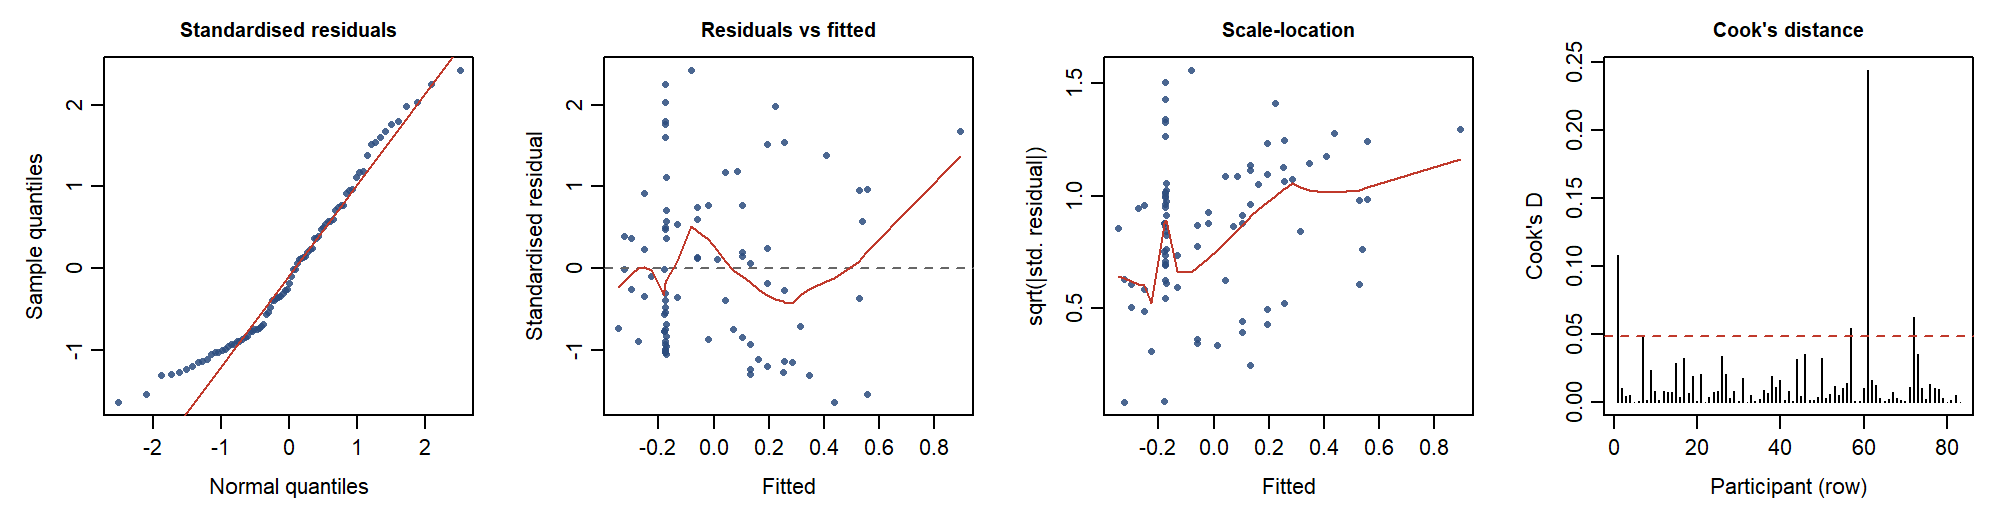 Standardised residuals
Sample quantiles
2
1
0
-1
-2 -1 0 1 2
Normal quantiles
Residuals vs fitted
Standardised residual
2
1
0
-1
-0.2 0.0 0.2 0.4 0.6 0.8
Fitted
Scale-location
sqrt(|std. residual|)
1.5
1.0
0.5
-0.2 0.0 0.2 0.4 0.6 0.8
Fitted
Cook's distance
Cook's D
0.25
0.20
0.15
0.10
0.05
0.00
0 20 40 60 80
Participant (row)